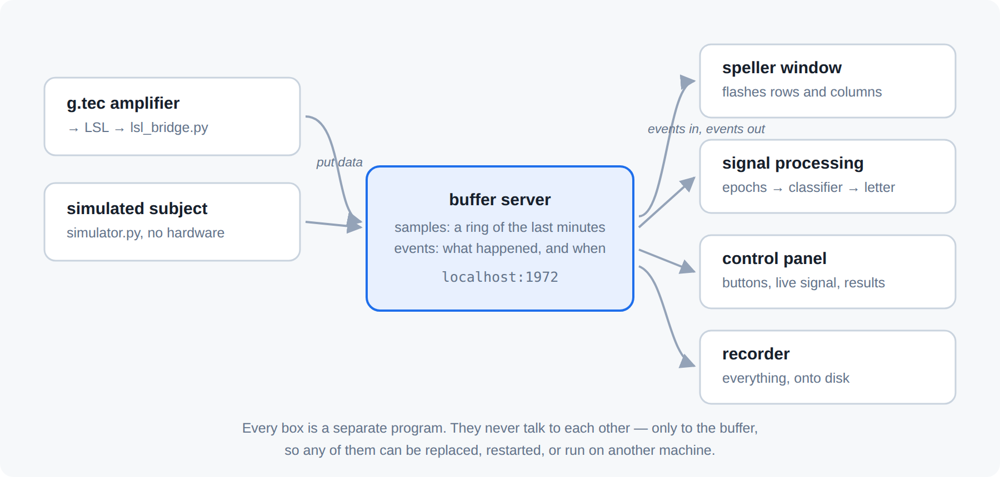 g.tec amplifier
→ LSL → lsl_bridge.py
simulated subject
simulator.py, no hardware
put data
buffer server
samples: a ring of the last minutes
events: what happened, and when
localhost:1972
speller window
flashes rows and columns
events in, events out
signal processing
epochs → classifier → letter
control panel
buttons, live signal, results
recorder
everything, onto disk
Every box is a separate program. They never talk to each other — only to the buffer,
so any of them can be replaced, restarted, or run on another machine.